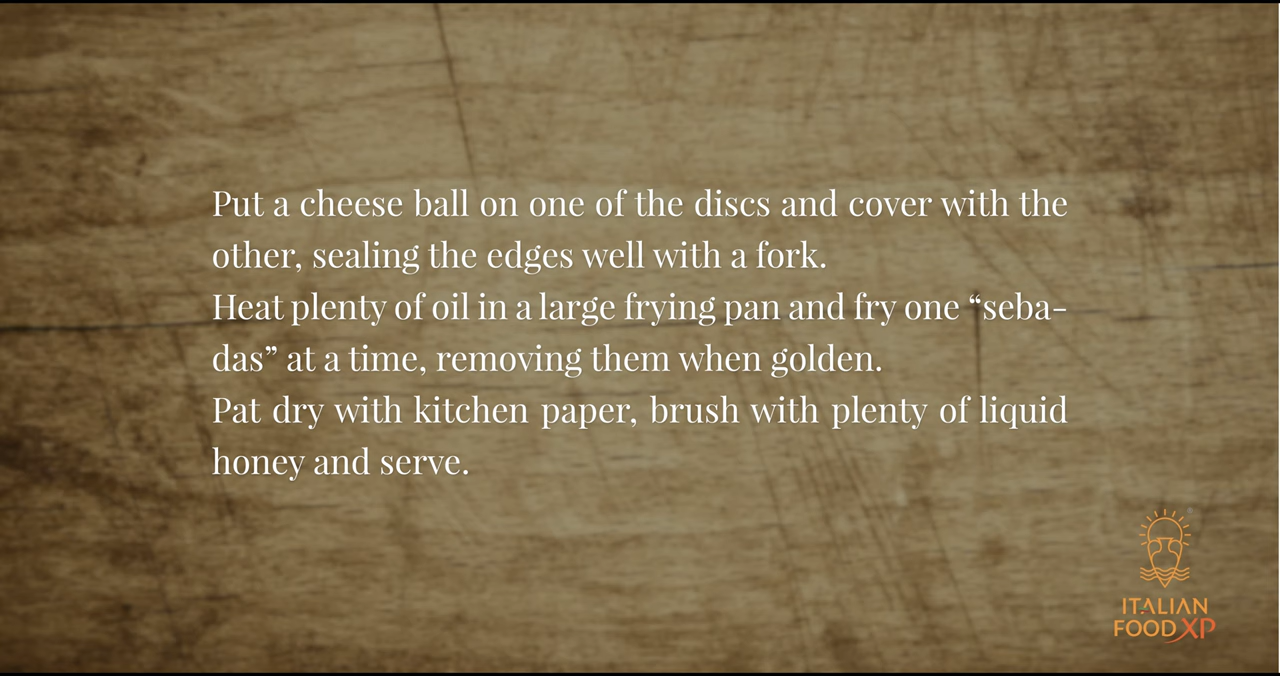 Put a cheese ball on one of the discs and cover with the
other, sealing the edges well with a fork.
Heat plenty of oil in a large frying pan and fry one “seba-
das” at a time, removing them when golden.
Pat dry with kitchen paper, brush with plenty of liquid
honey and serve.
ITALIAN
FOODXP